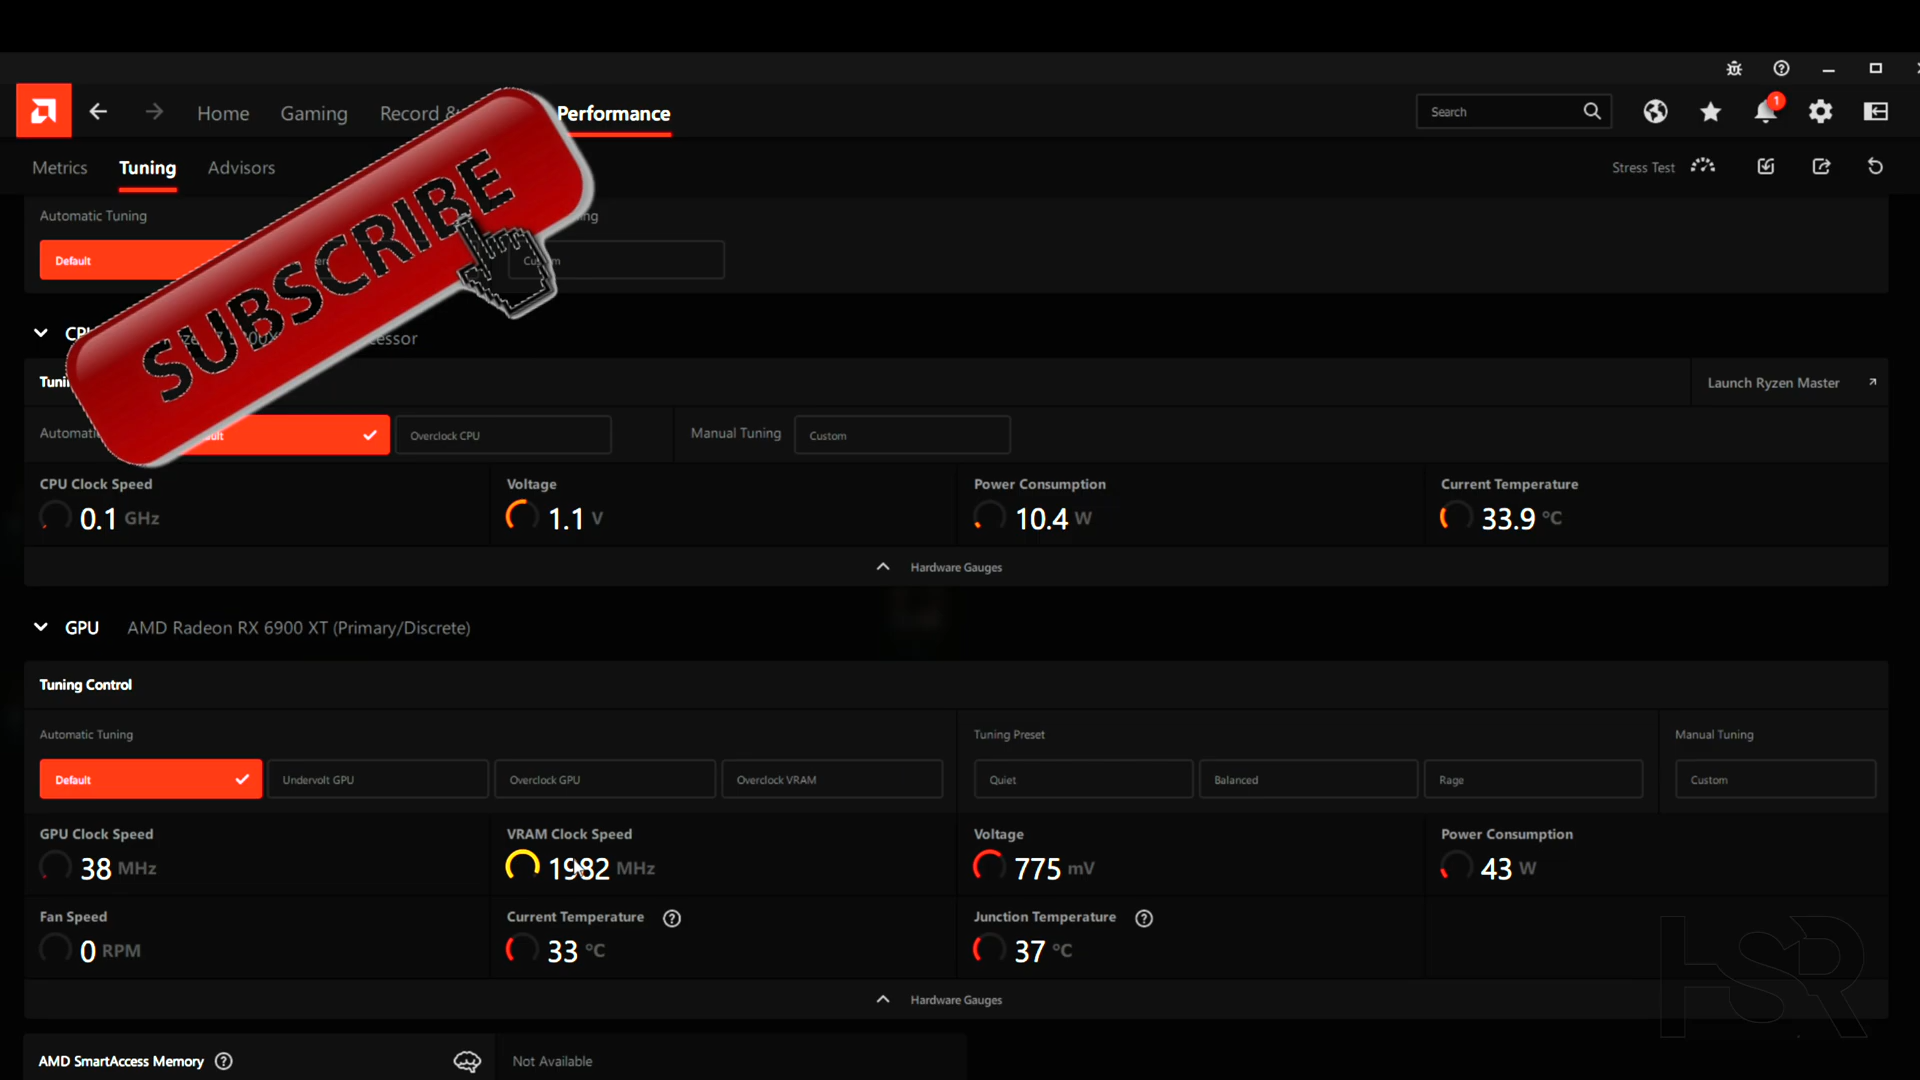 Home Gaming Record & Performance
Search
1
Metrics Tuning Advisors
Stress Test
Automatic Tuning
Default
SUBSCRIBE
Launch Ryzen Master
Overclock CPU
Manual Tuning Custom
CPU Clock Speed Voltage Power Consumption Current Temperature
0.1 GHz 1.1 V 10.4 W 33.9 °C
Hardware Gauges
GPU AMD Radeon RX 6900 XT (Primary/Discrete)
Tuning Control
Automatic Tuning Tuning Preset Manual Tuning
Default Undervolt GPU Overclock GPU Overclock VRAM Quiet Balanced Rage Custom
GPU Clock Speed VRAM Clock Speed Voltage Power Consumption
38 MHz 1982 MHz 775 mV 43 W
Fan Speed Current Temperature Junction Temperature
0 RPM 33 °C 37 °C
Hardware Gauges
HSR
AMD SmartAccess Memory Not Available